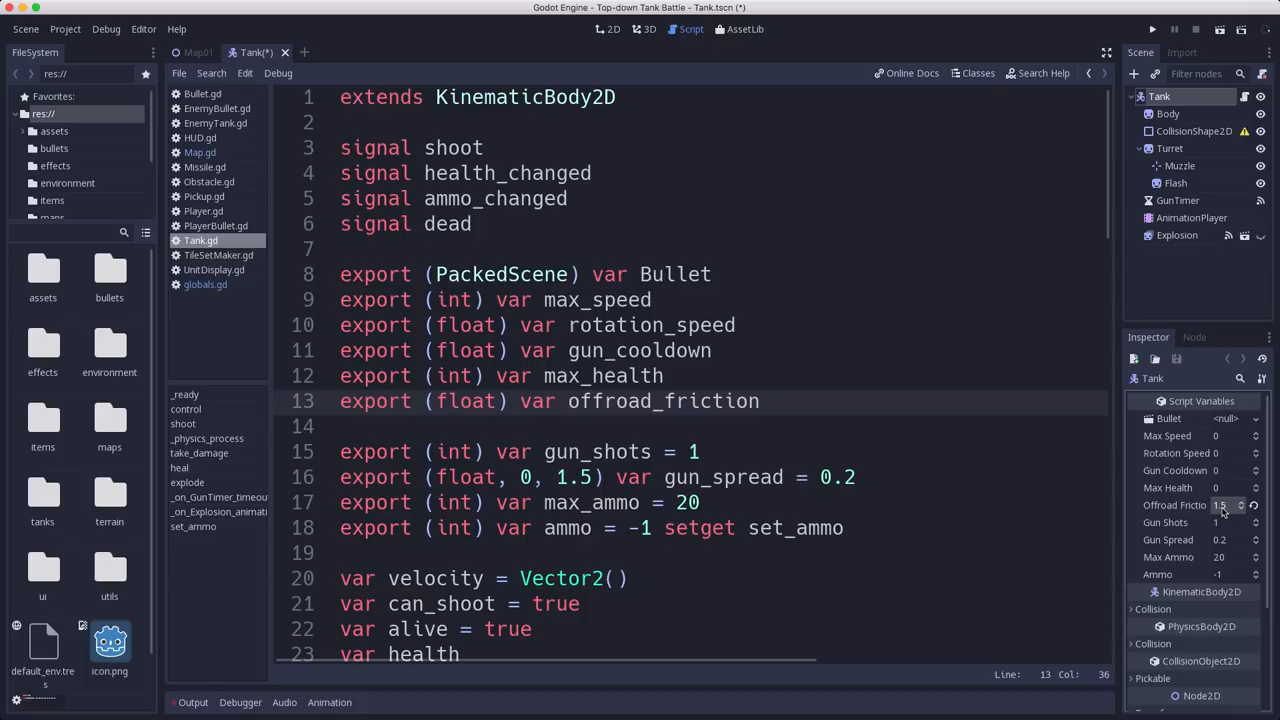 Godot Engine - Top-down Tank Battle - Tank.tscn (*)
Scene Project Debug Editor Help
2D 3D Script AssetLib
FileSystem
Map01 Tank(*)
Scene Import
res://
File Search Edit Debug
Online Docs Classes Search Help
Filter nodes
Favorites:
res://
assets
bullets
effects
environment
items
maps
assets
bullets
effects
environment
items
maps
tanks
terrain
ui
utils
default_env.tre
s
icon.png
Bullet.gd
EnemyBullet.gd
EnemyTank.gd
HUD.gd
Map.gd
Missile.gd
Obstacle.gd
Pickup.gd
Player.gd
PlayerBullet.gd
Tank.gd
TileSetMaker.gd
UnitDisplay.gd
globals.gd
_ready
control
shoot
_physics_process
take_damage
heal
explode
_on_GunTimer_timeou
_on_Explosion_animati
set_ammo
1 extends KinematicBody2D
2
3 signal shoot
4 signal health_changed
5 signal ammo_changed
6 signal dead
7
8 export (PackedScene) var Bullet
9 export (int) var max_speed
10 export (float) var rotation_speed
11 export (float) var gun_cooldown
12 export (int) var max_health
13 export (float) var offroad_friction
14
15 export (int) var gun_shots = 1
16 export (float, 0, 1.5) var gun_spread = 0.2
17 export (int) var max_ammo = 20
18 export (int) var ammo = -1 setget set_ammo
19
20 var velocity = Vector2()
21 var can_shoot = true
22 var alive = true
23 var health
Line: 13 Col: 36
Output Debugger Audio Animation
Tank
Body
CollisionShape2D
Turret
Muzzle
Flash
GunTimer
AnimationPlayer
Explosion
Inspector Node
Tank
Script Variables
Bullet <null>
Max Speed 0
Rotation Speed 0
Gun Cooldown 0
Max Health 0
Offroad Frictio 1.5
Gun Shots 1
Gun Spread 0.2
Max Ammo 20
Ammo -1
KinematicBody2D
Collision
PhysicsBody2D
Collision
CollisionObject2D
Pickable
Node2D